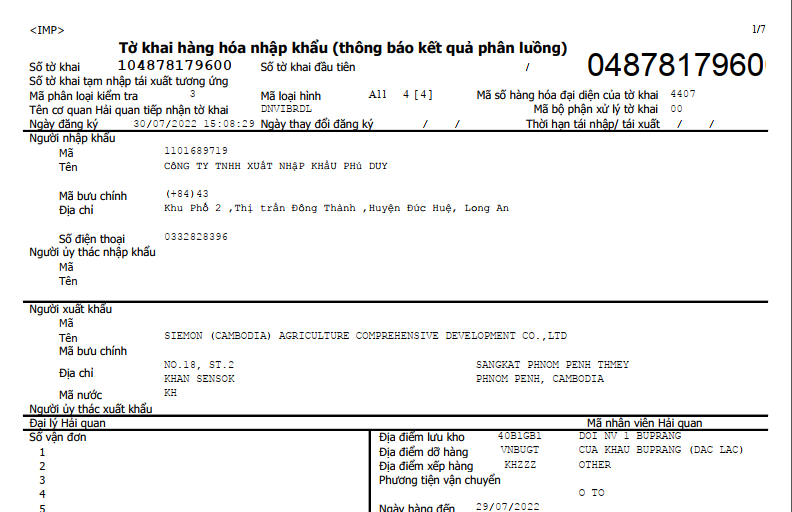 <IMP>
1/7
Tờ khai hàng hóa nhập khẩu (thông báo kết quả phân luồng)
Số tờ khai 104878179600 Số tờ khai đầu tiên / 04878179600
Số tờ khai tạm nhập tái xuất tương ứng
Mã phân loại kiểm tra 3 Mã loại hình A11 4 [4] Mã số hàng hóa đại diện của tờ khai 4407
Tên cơ quan Hải quan tiếp nhận tờ khai DNVIBRDL Mã bộ phận xử lý tờ khai 00
Ngày đăng ký 30/07/2022 15:08:29 Ngày thay đổi đăng ký / / Thời hạn tái nhập/ tái xuất / /
Người nhập khẩu
Mã 1101689719
Tên CôNG TY TNHH XUấT NHậP KHẩU PHú DUY
Mã bưu chính (+84)43
Địa chỉ Khu Phố 2 ,Thị trấn Đông Thành ,Huyện Đức Huệ, Long An
Số điện thoại 0332828396
Người ủy thác nhập khẩu
Mã
Tên
Người xuất khẩu
Mã
Tên SIEMON (CAMBODIA) AGRICULTURE COMPREHENSIVE DEVELOPMENT CO.,LTD
Mã bưu chính
Địa chỉ NO.18, ST.2 SANGKAT PHNOM PENH THMEY
KHAN SENSOK PHNOM PENH, CAMBODIA
Mã nước KH
Người ủy thác xuất khẩu
Đại lý Hải quan Mã nhân viên Hải quan
Số vận đơn Địa điểm lưu kho 40B1GB1 DOI NV 1 BUPRANG
1 Địa điểm dỡ hàng VNBUGT CUA KHAU BUPRANG (DAC LAC)
2 Địa điểm xếp hàng KHZZZ OTHER
3 Phương tiện vận chuyển
4 O TO
5 Ngày hàng đến 29/07/2022